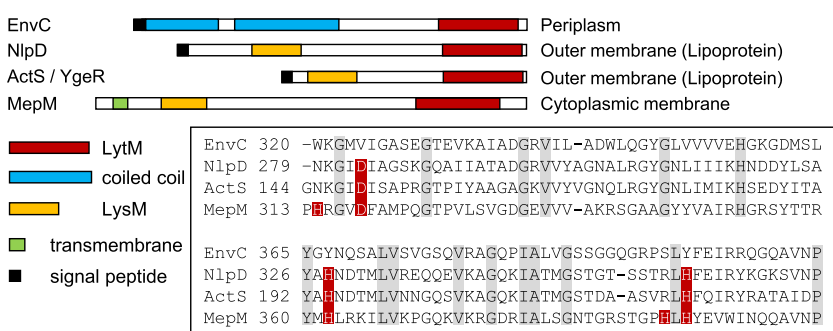 EnvC Periplasm
NlpD Outer membrane (Lipoprotein)
ActS / YgeR Outer membrane (Lipoprotein)
MepM Cytoplasmic membrane
LytM
coiled coil
LysM
transmembrane
signal peptide
EnvC 320 -WKGMVIGASEGTEVKAIADGRVIL-ADWLQGYGLVVVVEHGKGDMSL
NlpD 279 -NKGIDIAGSKGQAIIATADGRVVYAGNALRGYGNLIIIKHNDDYLSA
ActS 144 GNKGIDISAPRGTPIYAAGAGKVVYVGNQLRGYGNLIMIKHSEDYITA
MepM 313 PHRGVDFAMPQGTPVLSVGDGEVVV-AKRSGAAGYYVAIRHGRSYTTR
EnvC 365 YGYNQSALVSVGSQVRAGQPIALVGSSGGQGRPSLYFEIRRQGQAVNP
NlpD 326 YAHNDTMLVREQQEVKAGQKIATMGSTGT-SSTRLHFEIRYKGKSVNP
ActS 192 YAHNDTMLVNNGQSVKAGQKIATMGSTDA-ASVRLHFQIRYRATAIDP
MepM 360 YMHLRKILVKPGQKVKRGDRIALSGNTGRSTGPHLHYEVWINQQAVNP